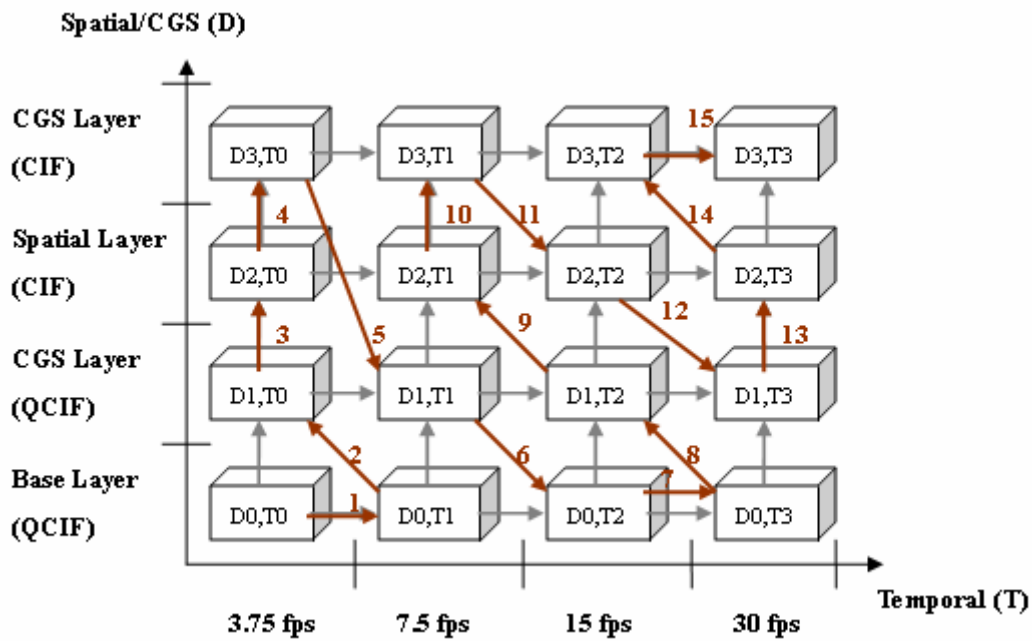 Spatial/CGS (D)
CGS Layer
(CIF)
D3,T0
D3,T1
D3,T2
15
D3,T3
4
10
11
14
Spatial Layer
(CIF)
D2,T0
D2,T1
D2,T2
D2,T3
3
5
9
12
13
CGS Layer
(QCIF)
D1,T0
D1,T1
D1,T2
D1,T3
2
6
7
8
Base Layer
(QCIF)
D0,T0
1
D0,T1
D0,T2
D0,T3
Temporal (T)
3.75 fps
7.5 fps
15 fps
30 fps